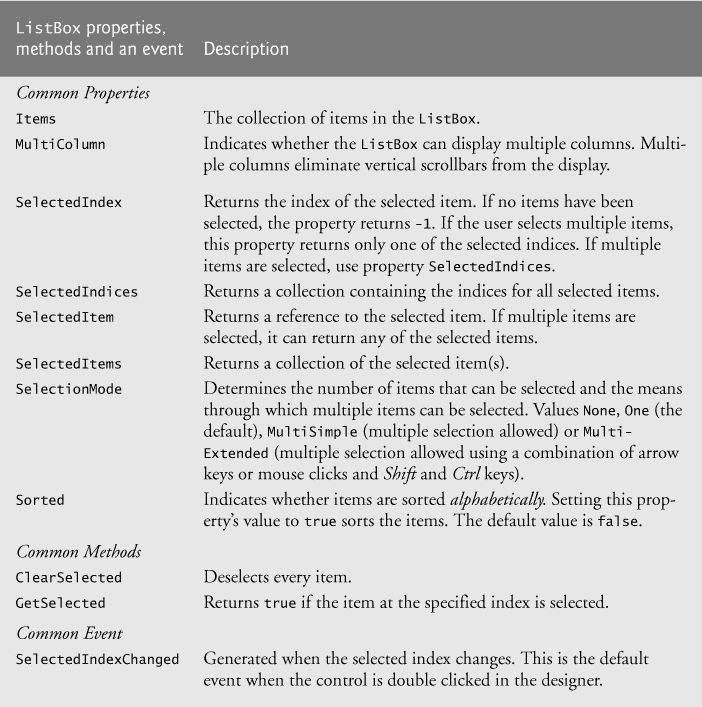 ListBox properties,
methods and an event Description
Common Properties
Items The collection of items in the ListBox.
MultiColumn Indicates whether the ListBox can display multiple columns. Multi-
ple columns eliminate vertical scrollbars from the display.
SelectedIndex Returns the index of the selected item. If no items have been
selected, the property returns -1. If the user selects multiple items,
this property returns only one of the selected indices. If multiple
items are selected, use property SelectedIndices.
SelectedIndices Returns a collection containing the indices for all selected items.
SelectedItem Returns a reference to the selected item. If multiple items are
selected, it can return any of the selected items.
SelectedItems Returns a collection of the selected item(s).
SelectionMode Determines the number of items that can be selected and the means
through which multiple items can be selected. Values None, One (the
default), MultiSimple (multiple selection allowed) or Multi-
Extended (multiple selection allowed using a combination of arrow
keys or mouse clicks and Shift and Ctrl keys).
Sorted Indicates whether items are sorted alphabetically. Setting this prop-
erty's value to true sorts the items. The default value is false.
Common Methods
ClearSelected Deselects every item.
GetSelected Returns true if the item at the specified index is selected.
Common Event
SelectedIndexChanged Generated when the selected index changes. This is the default
event when the control is double clicked in the designer.